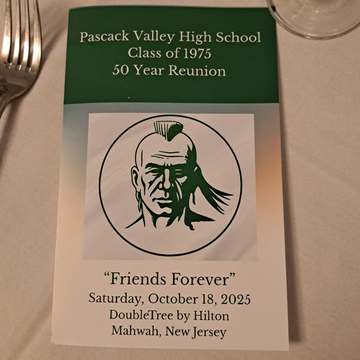 Pascack Valley High School
Class of 1975
50 Year Reunion
“Friends Forever”
Saturday, October 18, 2025
DoubleTree by Hilton
Mahwah, New Jersey